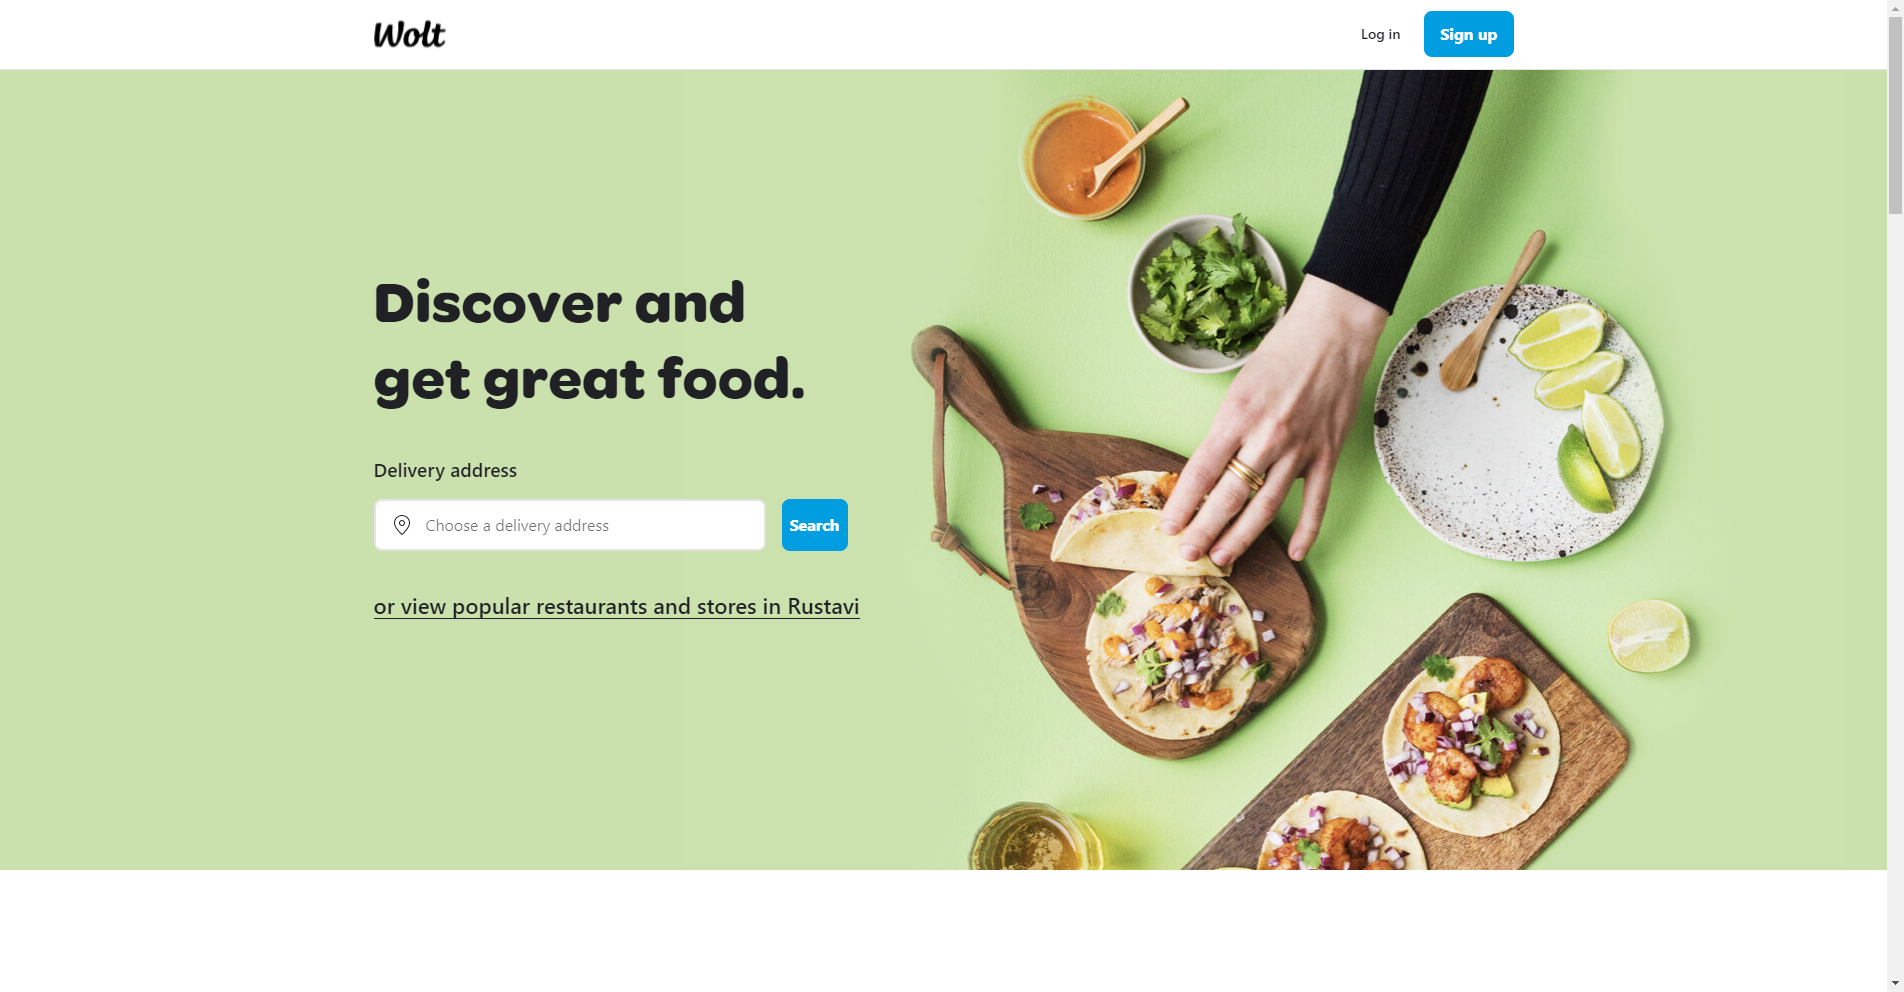 Wolt
Log in
Sign up
Discover and
get great food.
Delivery address
Choose a delivery address
Search
or view popular restaurants and stores in Rustavi